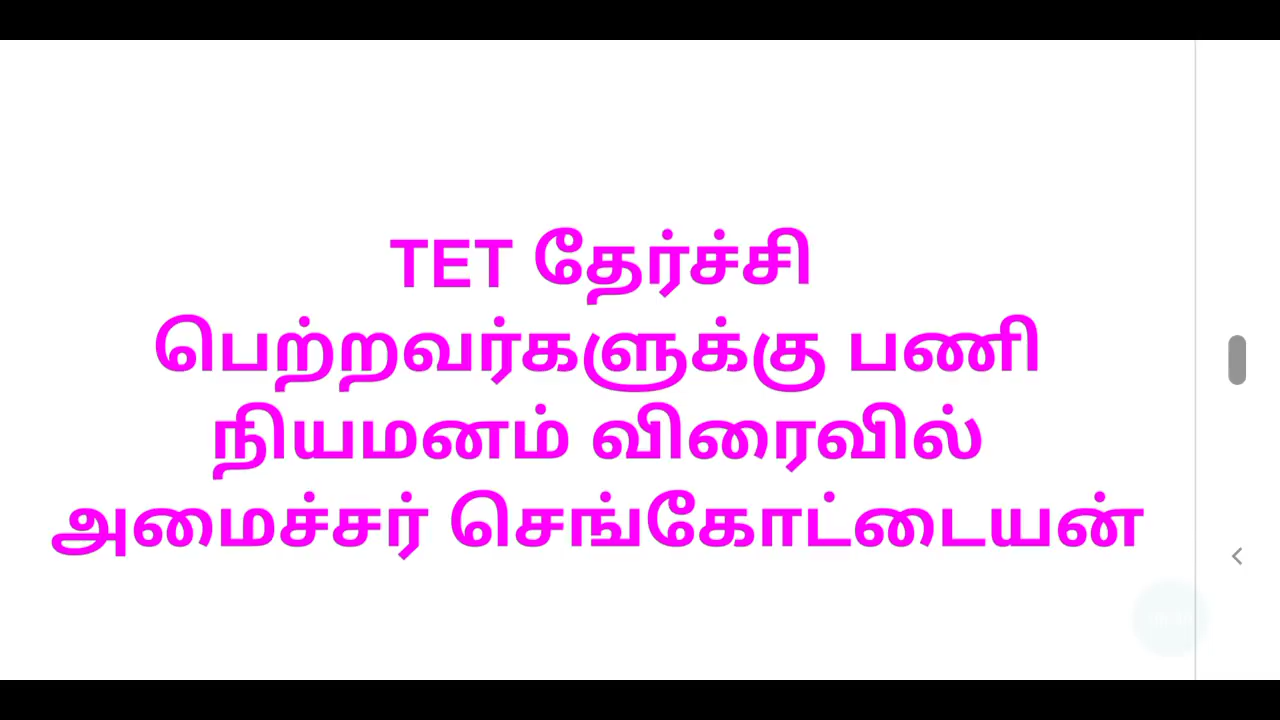 TET தேர்ச்சி
பெற்றவர்களுக்கு பணி
நியமனம் விரைவில்
அமைச்சர் செங்கோட்டையன்